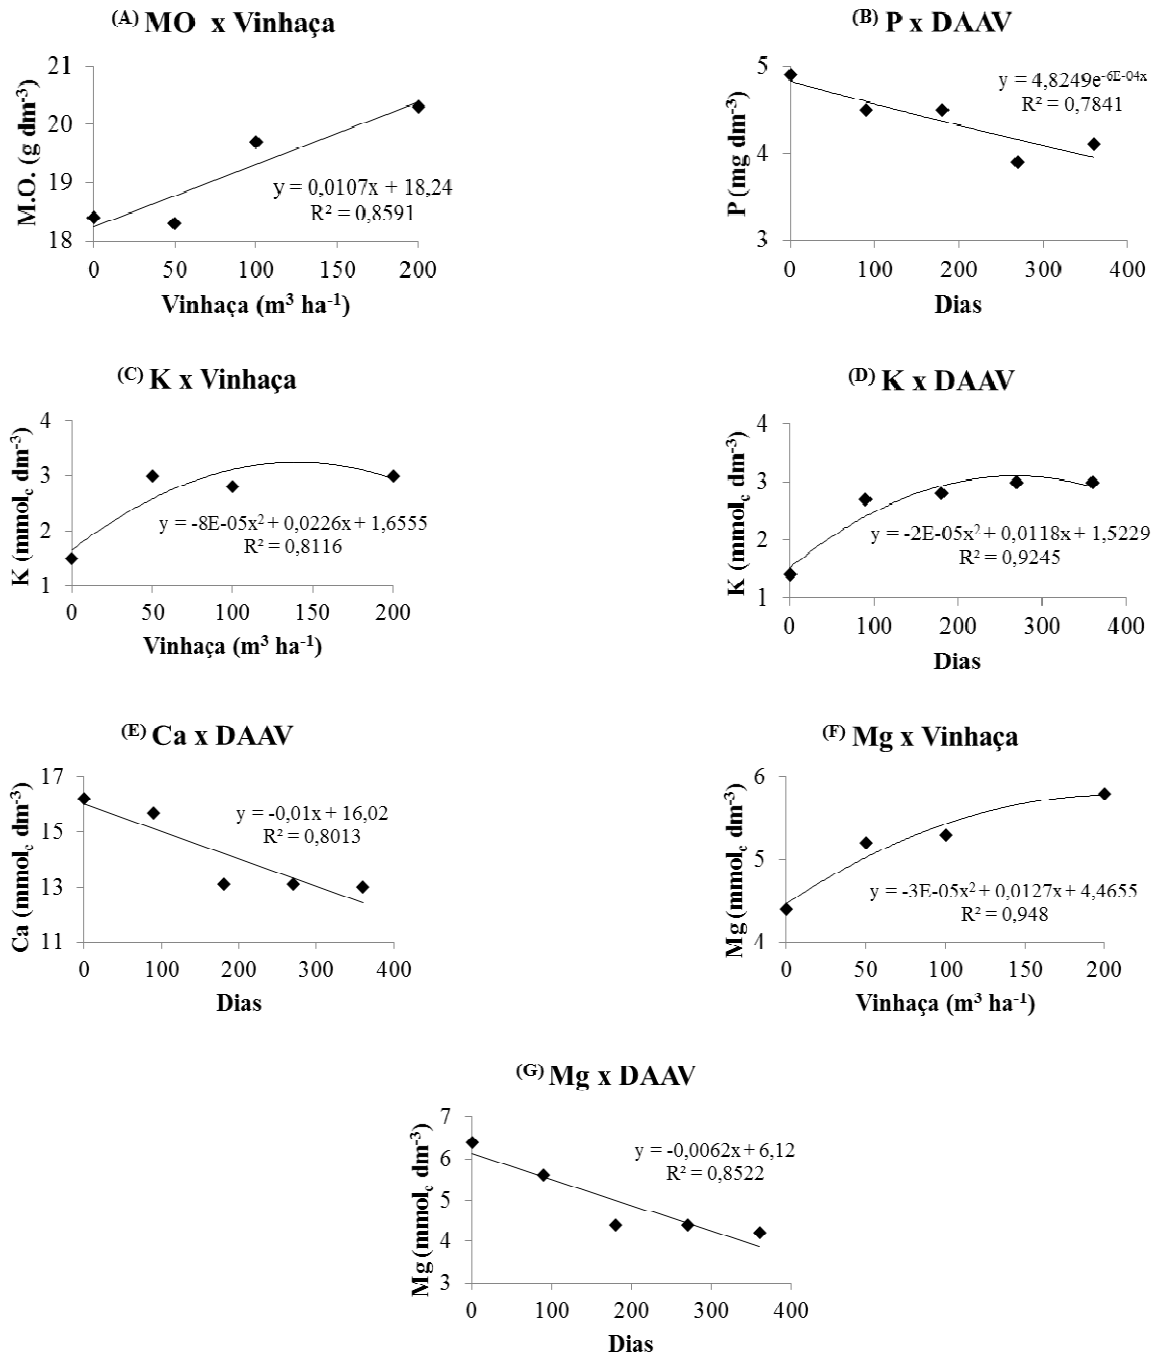 (A) MO x Vinhaça
M.O. (g dm-3)
21
20
19
18
y = 0,0107x + 18,24
R² = 0,8591
0 50 100 150 200
Vinhaça (m³ ha-1)
(B) P x DAAV
P (mg dm-3)
5
4
3
y = 4,8249e-6E-04x
R² = 0,7841
0 100 200 300 400
Dias
(C) K x Vinhaça
K (mmolc dm-3)
4
3
2
1
y = -8E-05x² + 0,0226x + 1,6555
R² = 0,8116
0 50 100 150 200
Vinhaça (m³ ha-1)
(D) K x DAAV
K (mmolc dm-3)
4
3
2
1
y = -2E-05x² + 0,0118x + 1,5229
R² = 0,9245
0 100 200 300 400
Dias
(E) Ca x DAAV
Ca (mmolc dm-3)
17
15
13
11
y = -0,01x + 16,02
R² = 0,8013
0 100 200 300 400
Dias
(F) Mg x Vinhaça
Mg (mmolc dm-3)
6
5
4
y = -3E-05x² + 0,0127x + 4,4655
R² = 0,948
0 50 100 150 200
Vinhaça (m³ ha-1)
(G) Mg x DAAV
Mg (mmolc dm-3)
7
6
5
4
3
y = -0,0062x + 6,12
R² = 0,8522
0 100 200 300 400
Dias